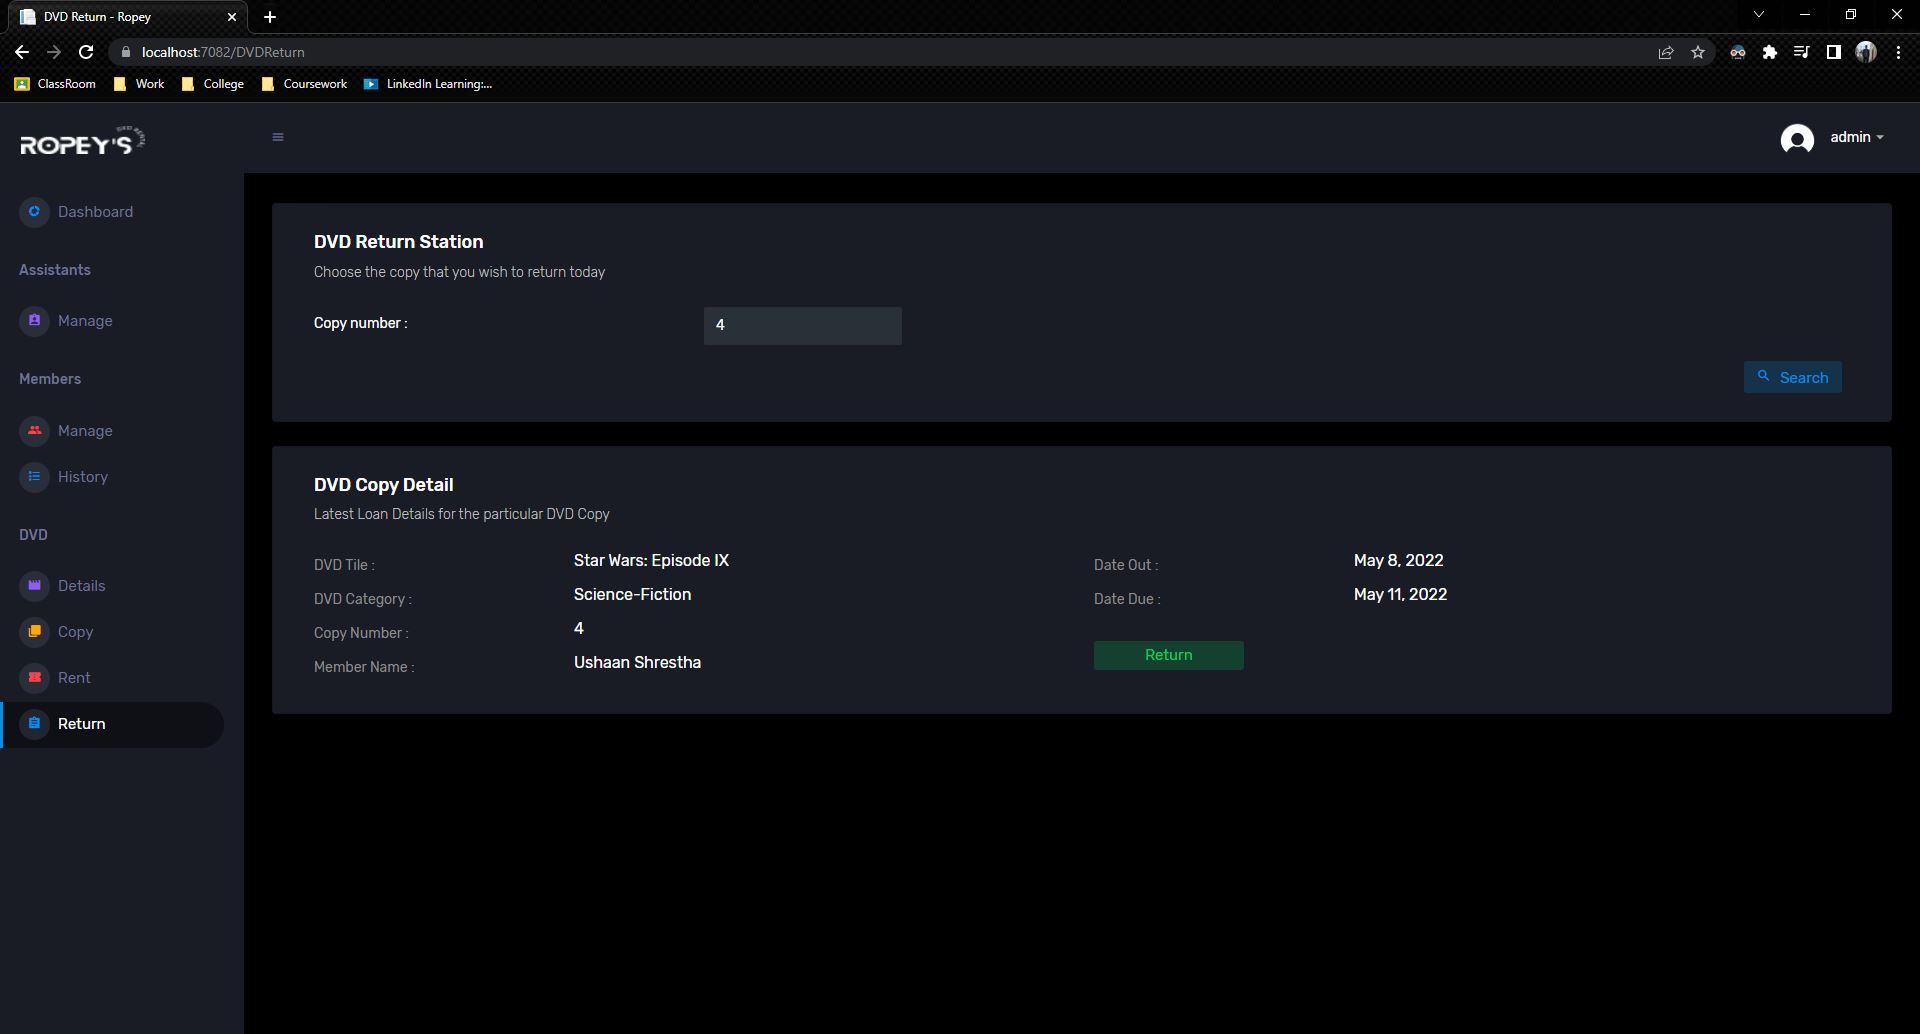 DVD Return - Ropey
localhost:7082/DVDReturn
ClassRoom Work College Coursework LinkedIn Learning:...
ROPEY'S
admin
Dashboard
Assistants
Manage
Members
Manage
History
DVD
Details
Copy
Rent
Return
DVD Return Station
Choose the copy that you wish to return today
Copy number : 4
Search
DVD Copy Detail
Latest Loan Details for the particular DVD Copy
DVD Tile : Star Wars: Episode IX Date Out : May 8, 2022
DVD Category : Science-Fiction Date Due : May 11, 2022
Copy Number : 4
Member Name : Ushaan Shrestha
Return